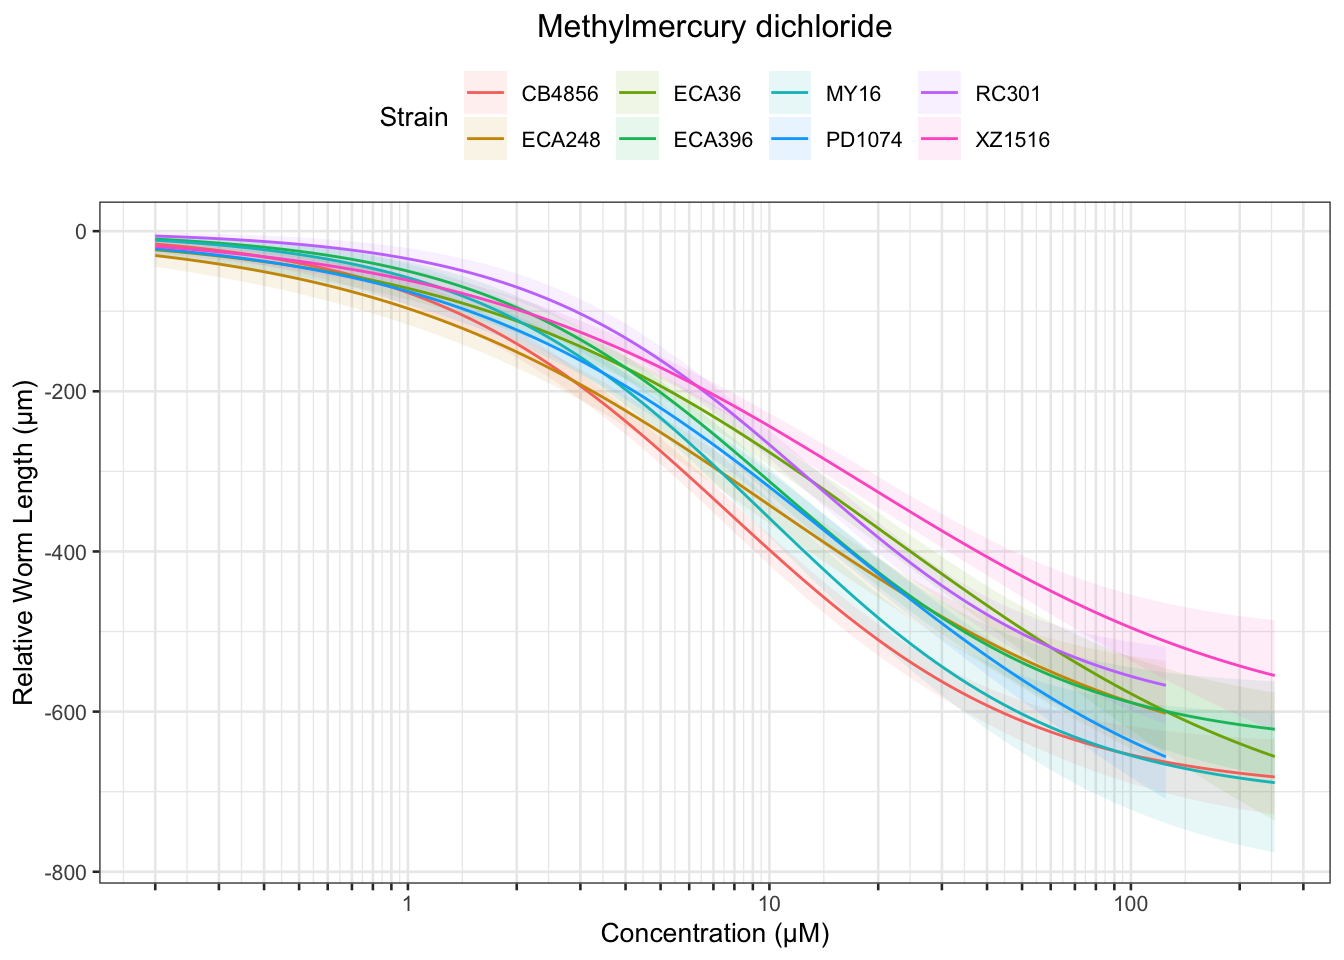 Methylmercury dichloride
Strain
CB4856 ECA36 MY16 RC301
ECA248 ECA396 PD1074 XZ1516
0
-200
-400
-600
-800
Relative Worm Length (µm)
1 10 100
Concentration (µM)